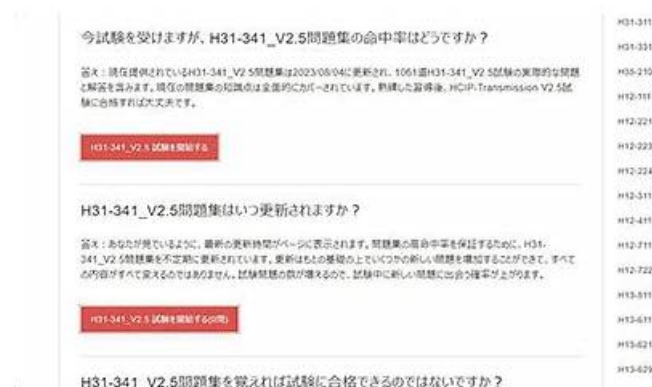 今試験を受けますが、H31-341_V2.5問題集の命中率はどうですか？
答え：現在提供されているH31-341_V2.5問題集は2023/08/04に更新され、1061道H31-341_V2.5試験の実際的な問題
と解答を含みます。現在の問題集の知識点は全面的にカバーされています。熟練した習得後、HCIP-Transmission V2.5試
験に合格すれば大丈夫です。
H31-341_V2.5 試験を開始する
H31-341_V2.5問題集はいつ更新されますか？
答え：あなたが見ているように、最新の更新時間がページに表示されます。問題集の高命中率を保証するために、H31-
341_V2.5問題集を不定期に更新されています。更新はもとの基礎の上でいくつかの新しい問題を増加することができて、すべて
の内容がすべて変えるのではありません。試験問題の数が増えるので、試験中に新しい問題に出会う確率が上がります。
H31-341_V2.5 試験を開始する
H31-341_V2.5問題集を覚えれば試験に合格できるのではないですか？
H31-311
H31-331
H35-210
H12-111
H12-221
H12-223
H12-224
H12-311
H12-411
H12-711
H12-722
H13-511
H13-611
H13-621
H13-629